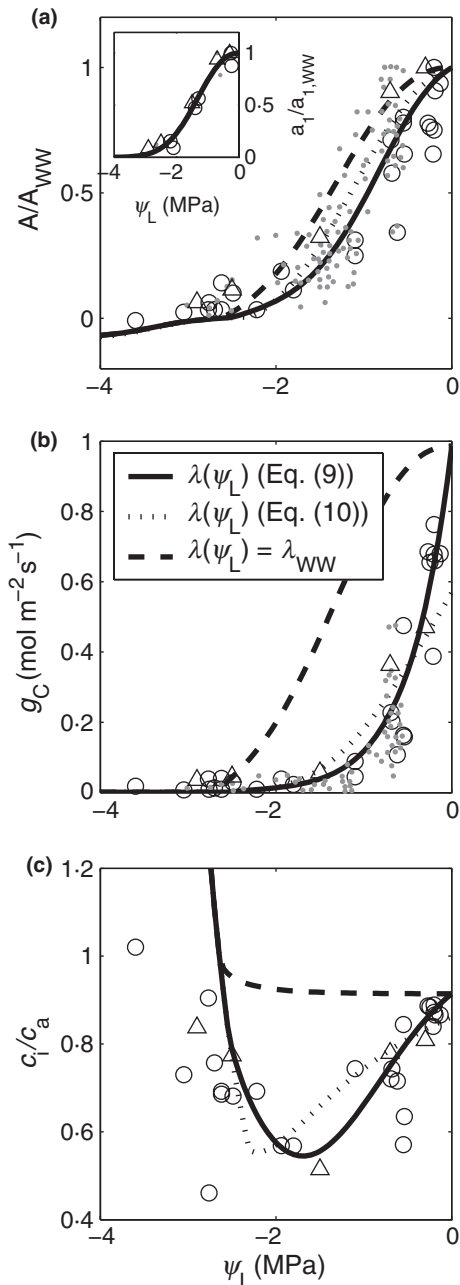 (a)
1
0·5
0
A/A_WW
1
0·5
0
a_1/a_1,WW
−4 −2 0
ψ_L (MPa)
−4 −2 0
(b)
1
0·8
0·6
0·4
0·2
0
g_C (mol m⁻² s⁻¹)
λ(ψ_L) (Eq. (9))
λ(ψ_L) (Eq. (10))
λ(ψ_L) = λ_WW
−4 −2 0
(c)
1·2
1
0·8
0·6
0·4
c_i/c_a
−4 −2 0
ψ_l (MPa)